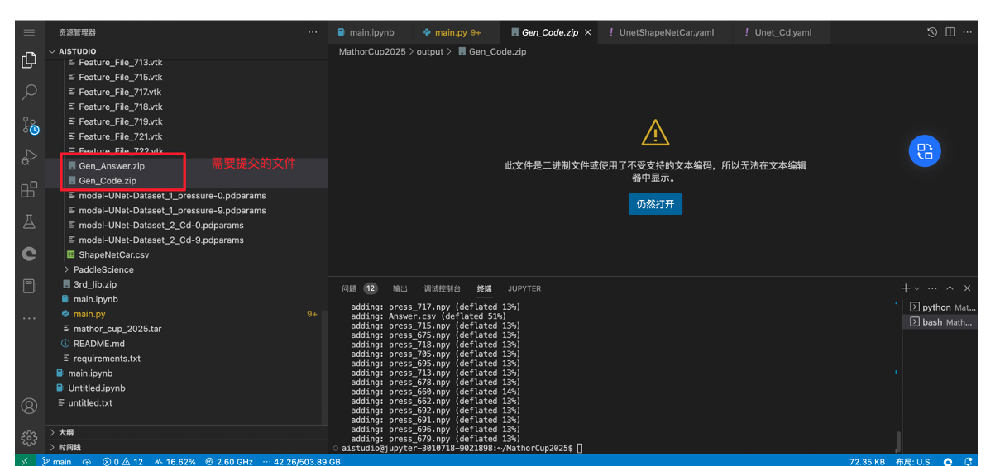 资源管理器
···
main.ipynb
main.py 9+
Gen_Code.zip ×
! UnetShapeNetCar.yaml
! Unet_Cd.yaml
···
AISTUDIO
MathorCup2025 > output > Gen_Code.zip
Feature_File_713.vtk
Feature_File_715.vtk
Feature_File_717.vtk
Feature_File_718.vtk
Feature_File_719.vtk
Feature_File_721.vtk
Feature_File_722.vtk
Gen_Answer.zip
Gen_Code.zip
需要提交的文件
model-UNet-Dataset_1_pressure-0.pdparams
model-UNet-Dataset_1_pressure-9.pdparams
model-UNet-Dataset_2_Cd-0.pdparams
model-UNet-Dataset_2_Cd-9.pdparams
ShapeNetCar.csv
> PaddleScience
3rd_lib.zip
main.ipynb
main.py 9+
mathor_cup_2025.tar
README.md
requirements.txt
main.ipynb
Untitled.ipynb
untitled.txt
> 大纲
> 时间线
此文件是二进制文件或使用了不受支持的文本编码，所以无法在文本编辑
器中显示。
仍然打开
问题 12 输出 调试控制台 终端 JUPYTER
adding: press_717.npy (deflated 13%)
adding: Answer.csv (deflated 51%)
adding: press_715.npy (deflated 13%)
adding: press_675.npy (deflated 13%)
adding: press_718.npy (deflated 13%)
adding: press_705.npy (deflated 13%)
adding: press_695.npy (deflated 13%)
adding: press_713.npy (deflated 13%)
adding: press_678.npy (deflated 13%)
adding: press_660.npy (deflated 14%)
adding: press_662.npy (deflated 13%)
adding: press_692.npy (deflated 13%)
adding: press_691.npy (deflated 13%)
adding: press_696.npy (deflated 13%)
adding: press_679.npy (deflated 13%)
aistudio@jupyter-3010718-9021898:~/MathorCup2025$
python Mat...
bash Math...
main
0
12
16.62%
2.60 GHz
··· 42.26/503.89 GB
72.35 KB
布局: U.S.